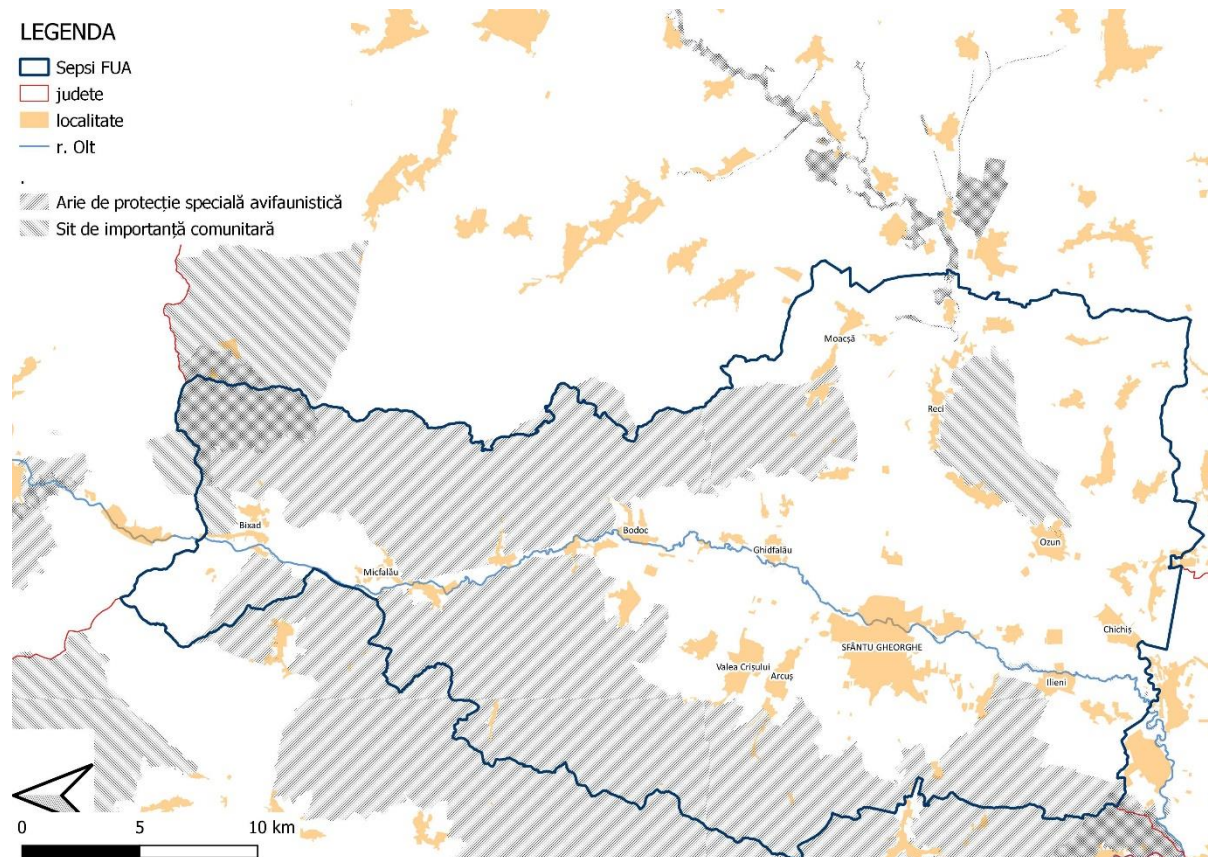 LEGENDA
Sepsi FUA
judete
localitate
r. Olt
.
Arie de protecție specială avifaunistică
Sit de importanță comunitară
Moacșă
Reci
Bixad
Bodoc
Ozun
Ghidfalău
Micfalău
Chichiș
SFÂNTU GHEORGHE
Valea Crișului
Arcuș
Ilieni
0 5 10 km